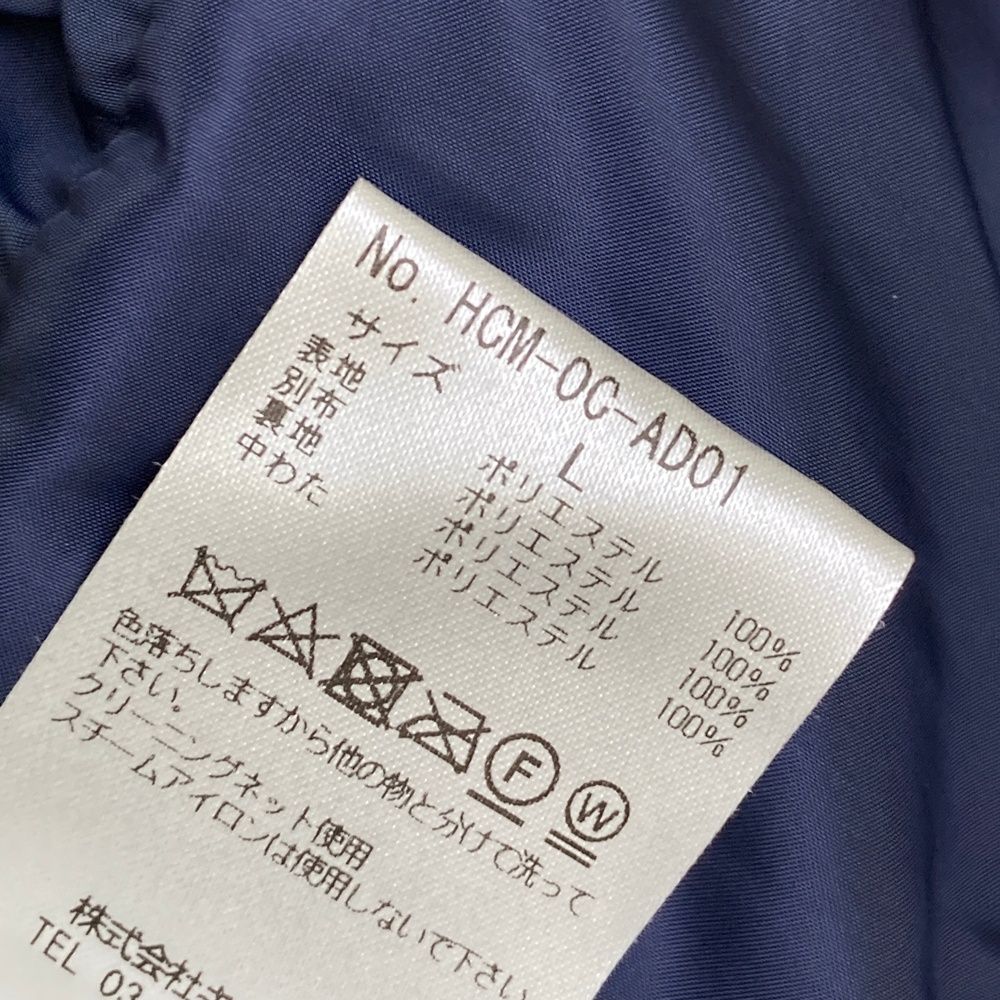 No. HCM-OC-AD01
サイズ L
表地 ポリエステル 100%
別布 ポリエステル 100%
裏地 ポリエステル 100%
中わた ポリエステル 100%
F W
色落ちしますから他の物と分けて洗って
下さい。
クリーニングネット使用
スチームアイロンは使用しないで下さい
株式会社
TEL 03